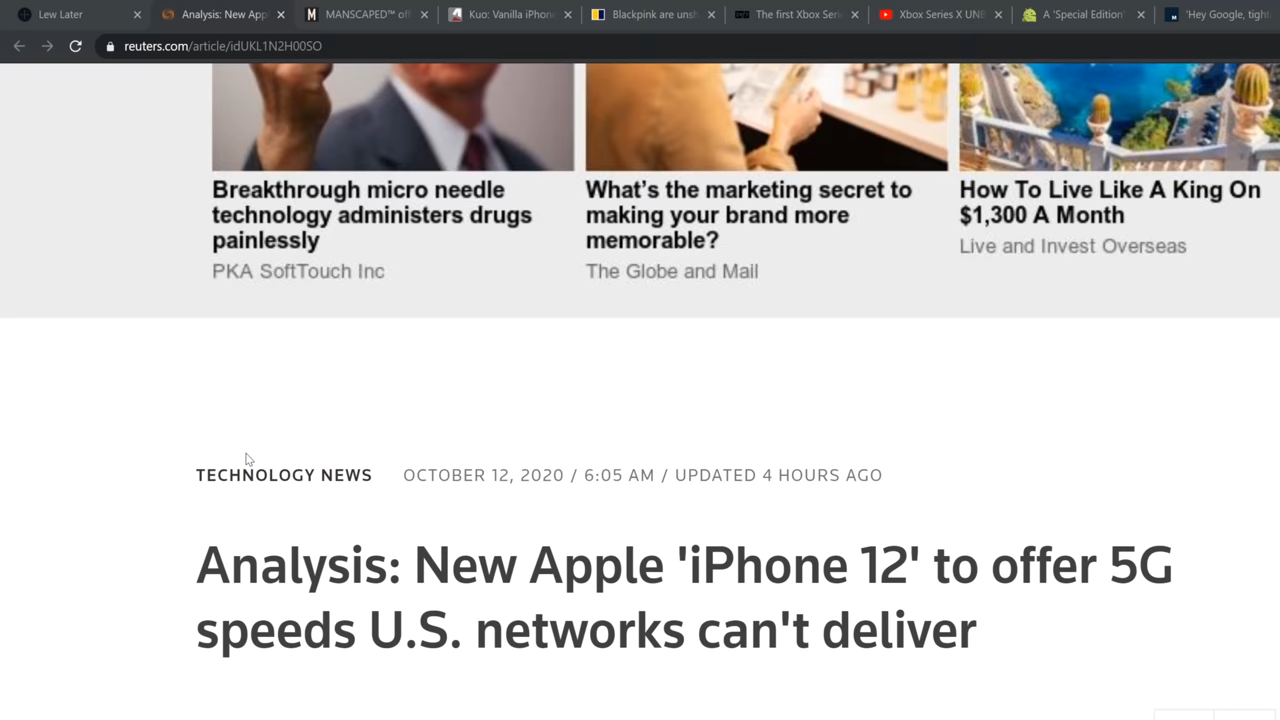 Lew Later
Analysis: New App
MANSCAPED™ of
Kuo: Vanilla iPhone
Blackpink are unsh
The first Xbox Seri
Xbox Series X UNB
A 'Special Edition'
'Hey Google, tight
reuters.com/article/idUKL1N2H00SO
Breakthrough micro needle
technology administers drugs
painlessly
PKA SoftTouch Inc
What's the marketing secret to
making your brand more
memorable?
The Globe and Mail
How To Live Like A King On
$1,300 A Month
Live and Invest Overseas
TECHNOLOGY NEWS OCTOBER 12, 2020 / 6:05 AM / UPDATED 4 HOURS AGO
Analysis: New Apple 'iPhone 12' to offer 5G
speeds U.S. networks can't deliver